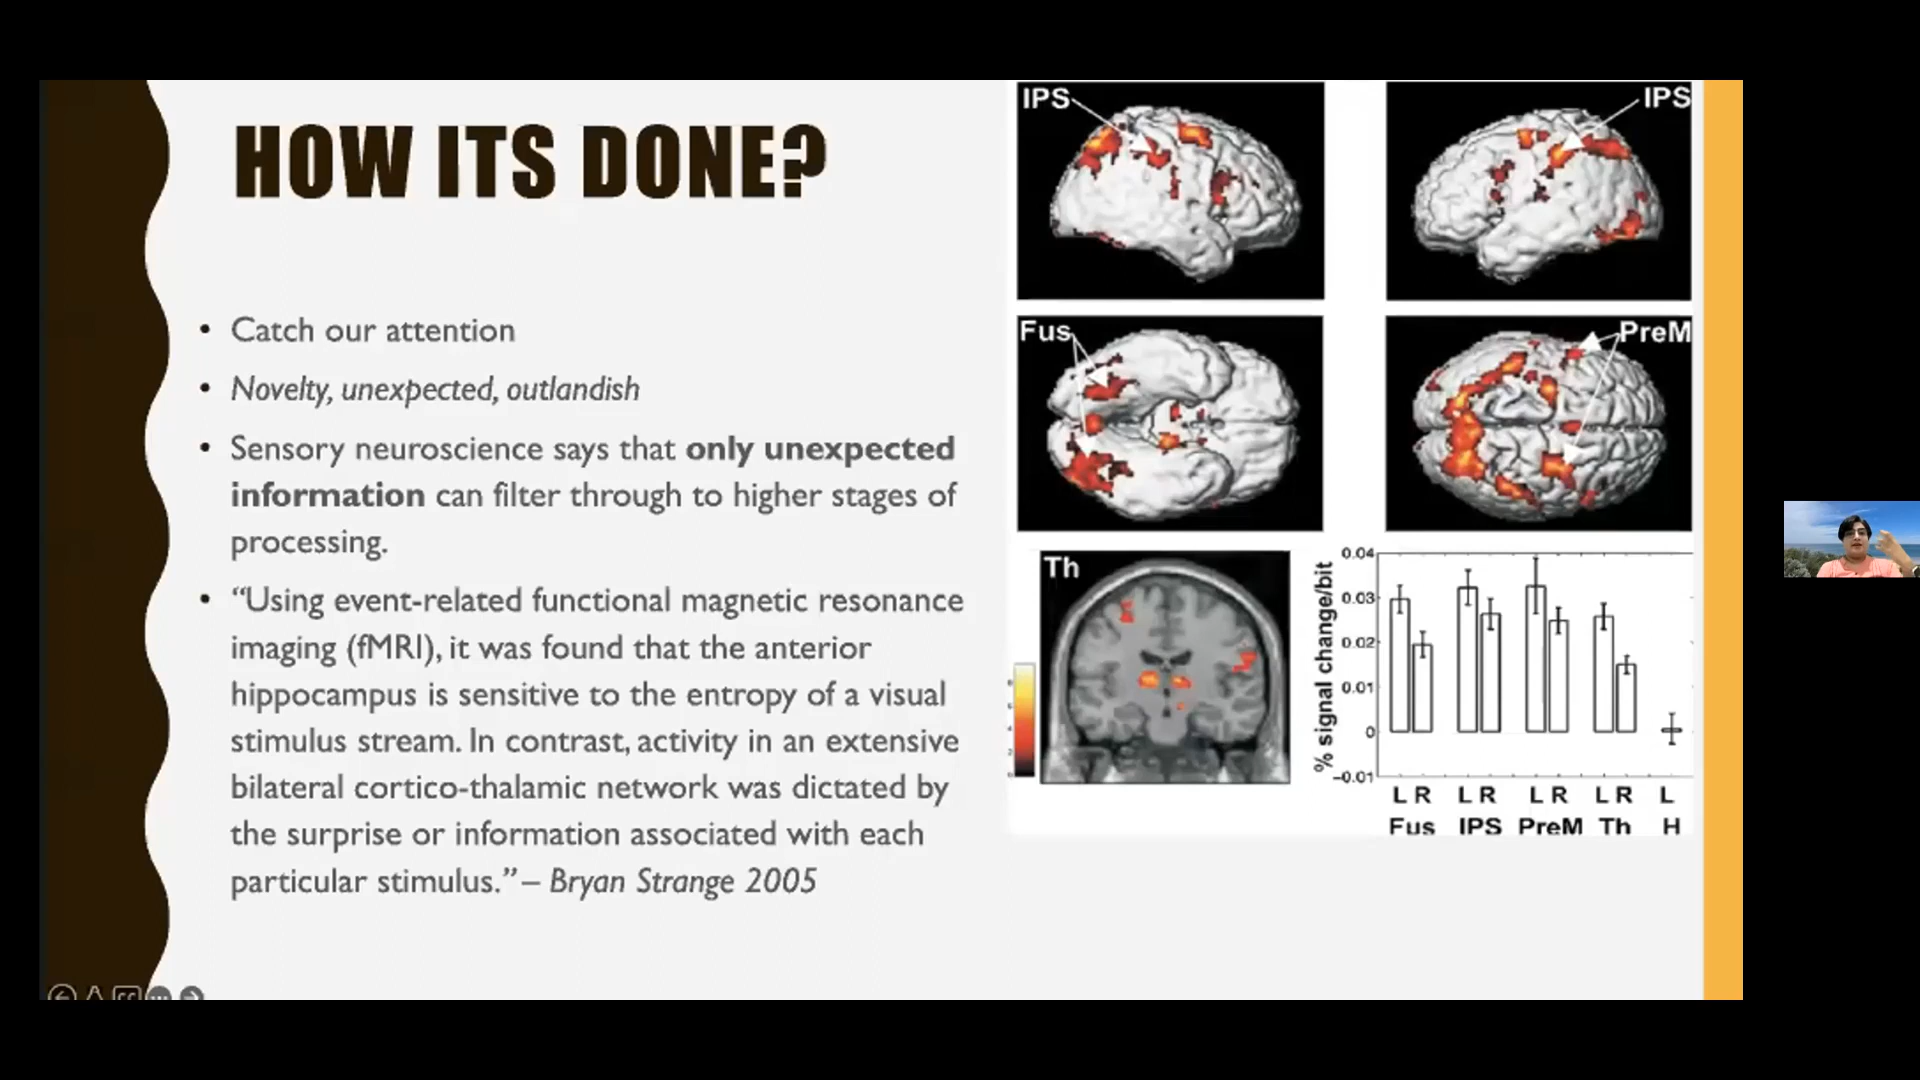 HOW ITS DONE?
• Catch our attention
• Novelty, unexpected, outlandish
• Sensory neuroscience says that only unexpected
information can filter through to higher stages of
processing.
• “Using event-related functional magnetic resonance
imaging (fMRI), it was found that the anterior
hippocampus is sensitive to the entropy of a visual
stimulus stream. In contrast, activity in an extensive
bilateral cortico-thalamic network was dictated by
the surprise or information associated with each
particular stimulus.” – Bryan Strange 2005
IPS
IPS
Fus
PreM
Th
% signal change/bit
0.04
0.03
0.02
0.01
0
-0.01
L R L R L R L R L
Fus IPS PreM Th H